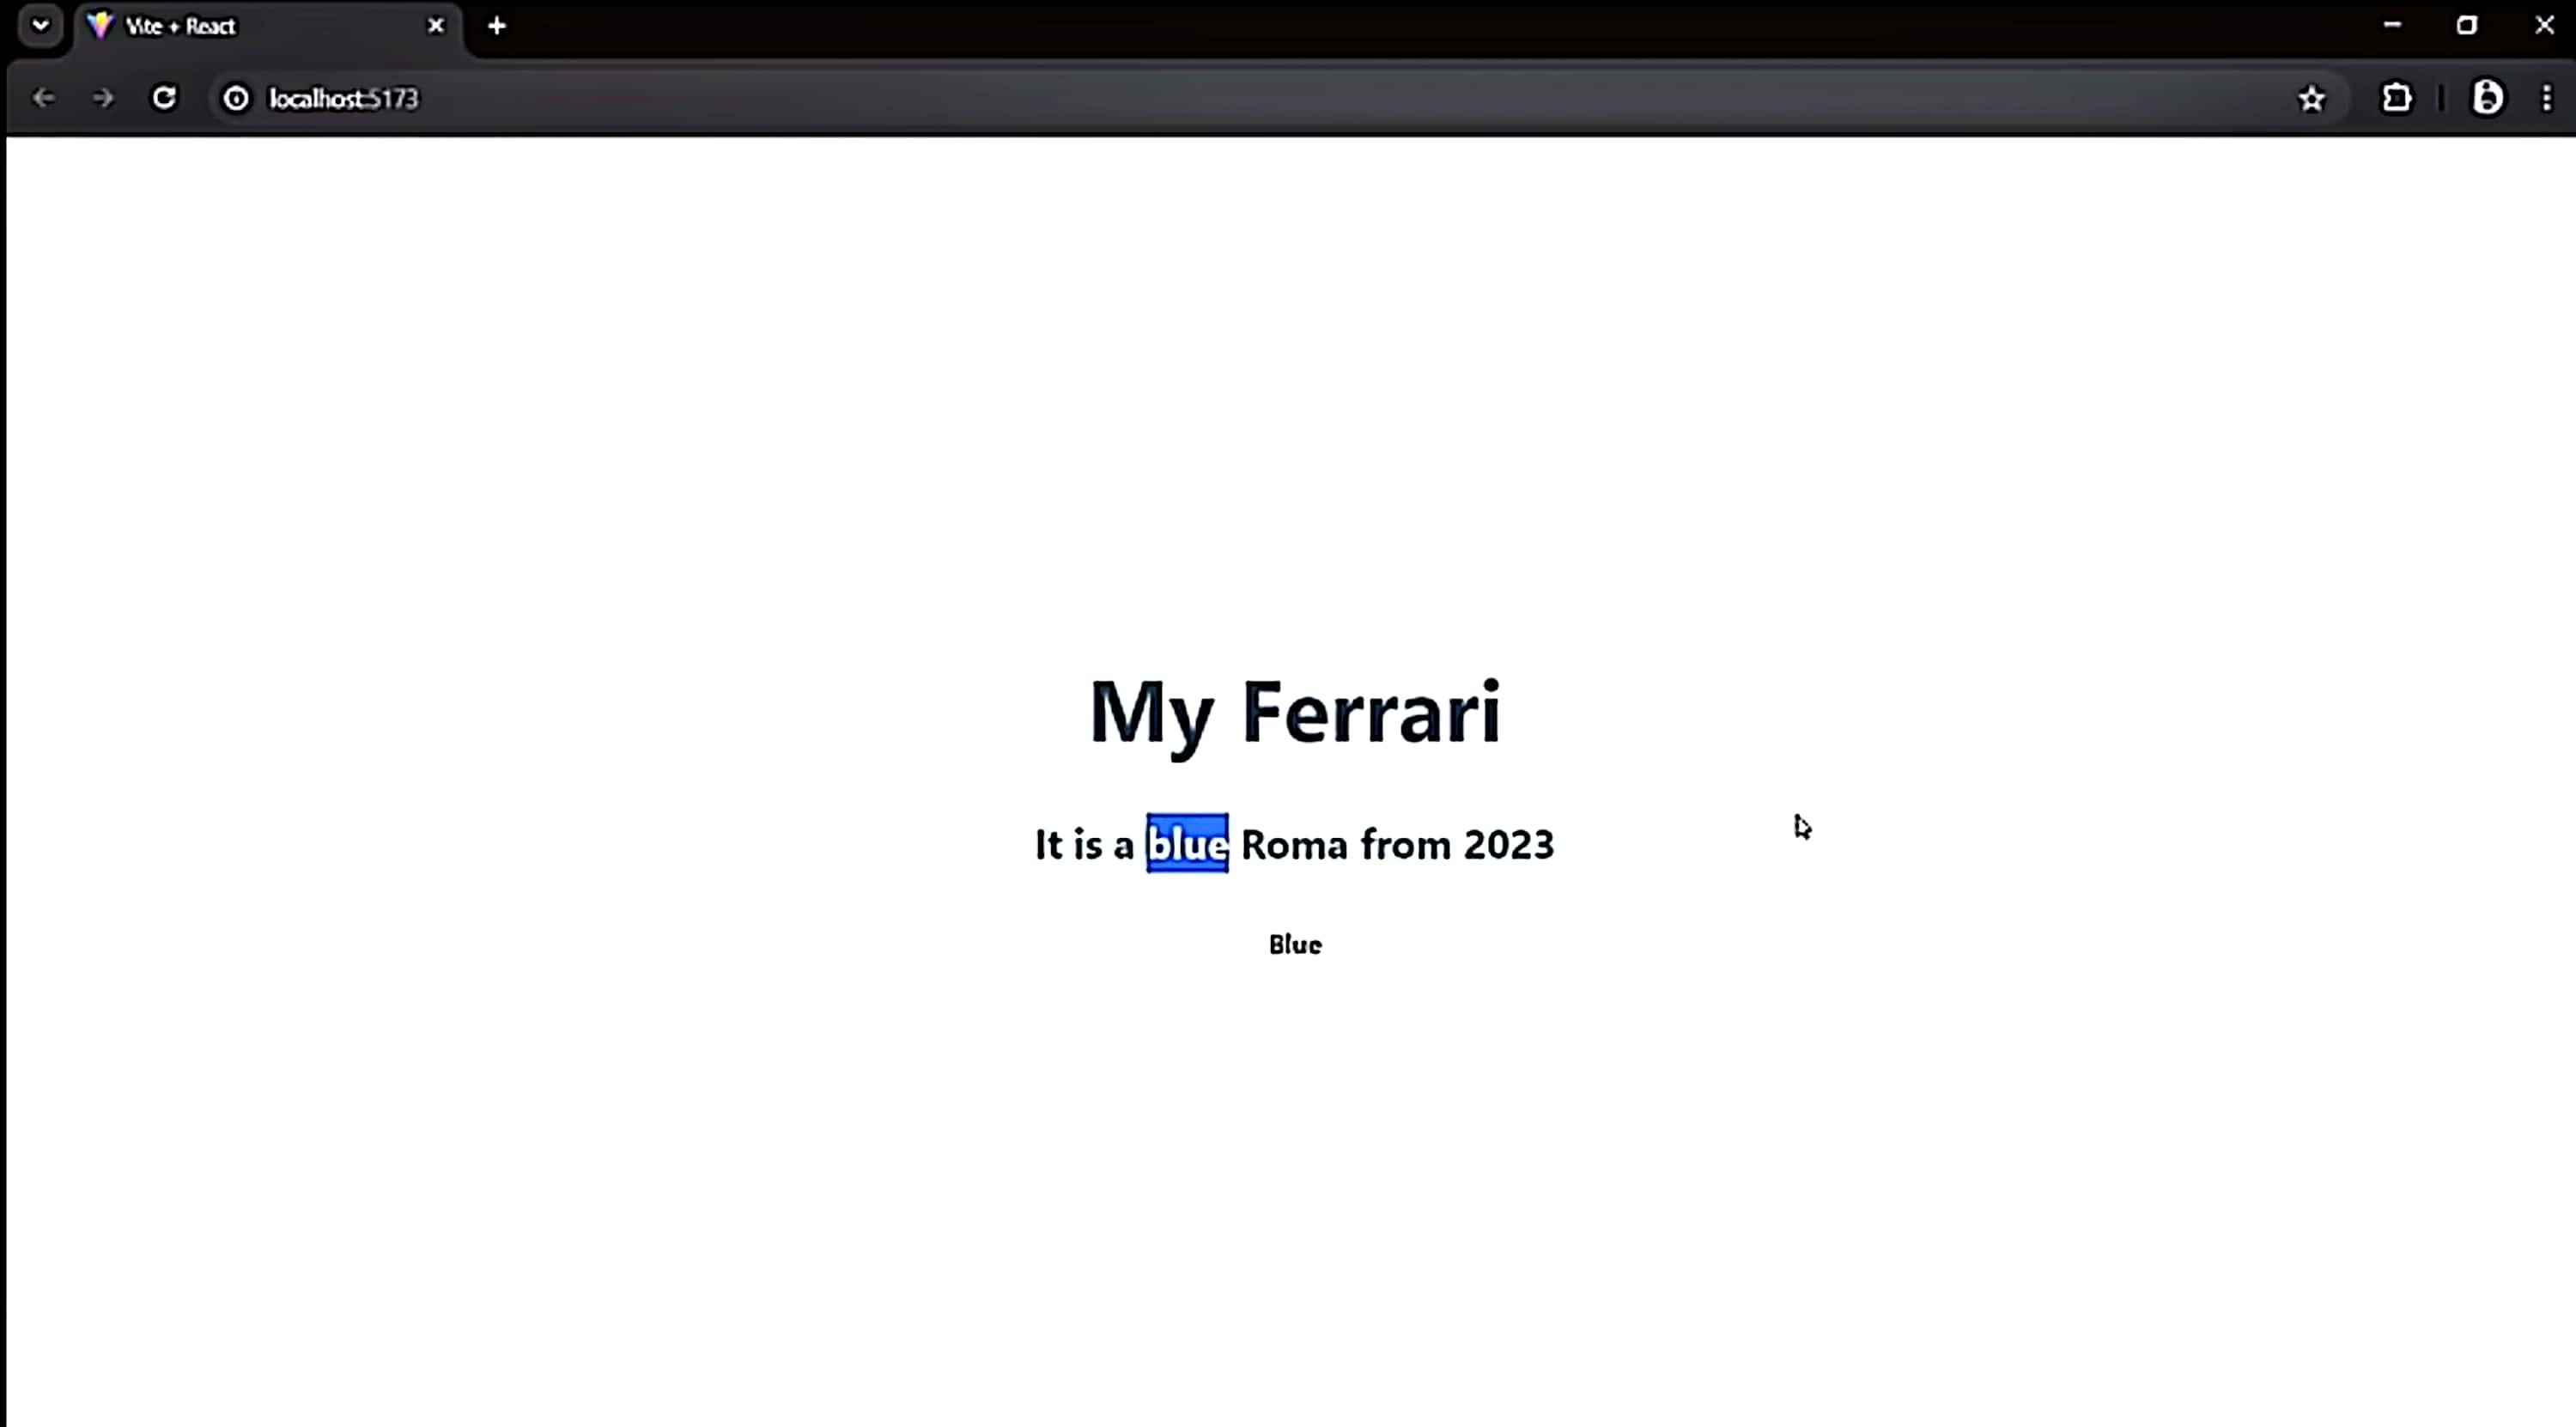 Vite + React
localhost:5173
My Ferrari
It is a blue Roma from 2023
Blue